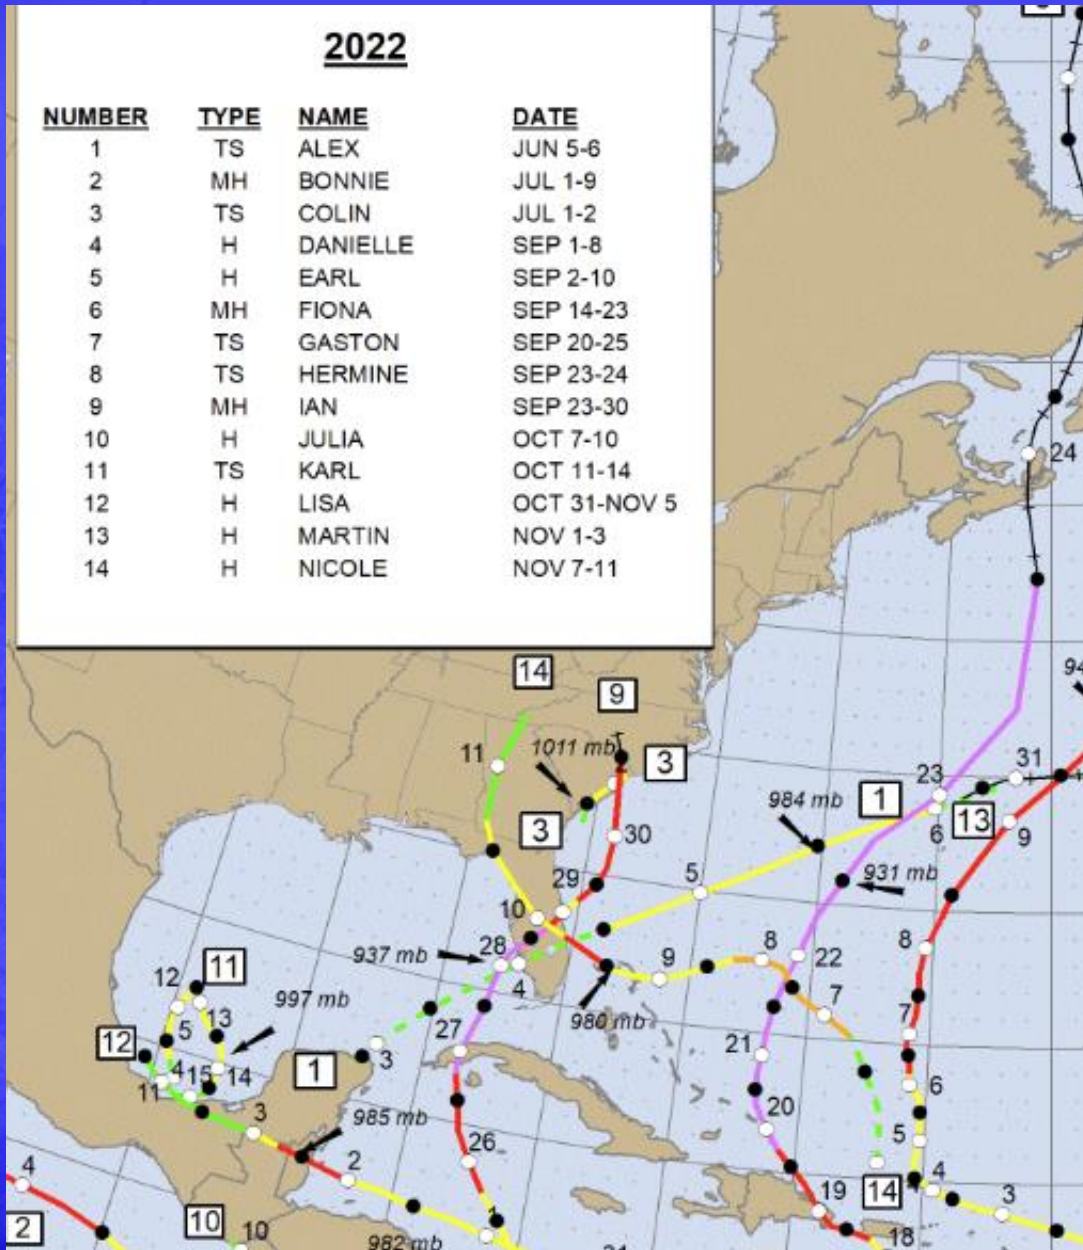 2022
NUMBER TYPE NAME DATE
1 TS ALEX JUN 5-6
2 MH BONNIE JUL 1-9
3 TS COLIN JUL 1-2
4 H DANIELLE SEP 1-8
5 H EARL SEP 2-10
6 MH FIONA SEP 14-23
7 TS GASTON SEP 20-25
8 TS HERMINE SEP 23-24
9 MH IAN SEP 23-30
10 H JULIA OCT 7-10
11 TS KARL OCT 11-14
12 H LISA OCT 31-NOV 5
13 H MARTIN NOV 1-3
14 H NICOLE NOV 7-11
24
14
9
11
1011 mb
3
3
30
984 mb
1
23
31
6
13
9
5
931 mb
29
10
28
937 mb
4
9
8
22
8
7
7
980 mb
12
11
997 mb
13
5
12
4
15
14
11
1
3
27
21
6
20
5
985 mb
3
26
2
4
4
3
14
19
18
2
10
10
1
982 mb